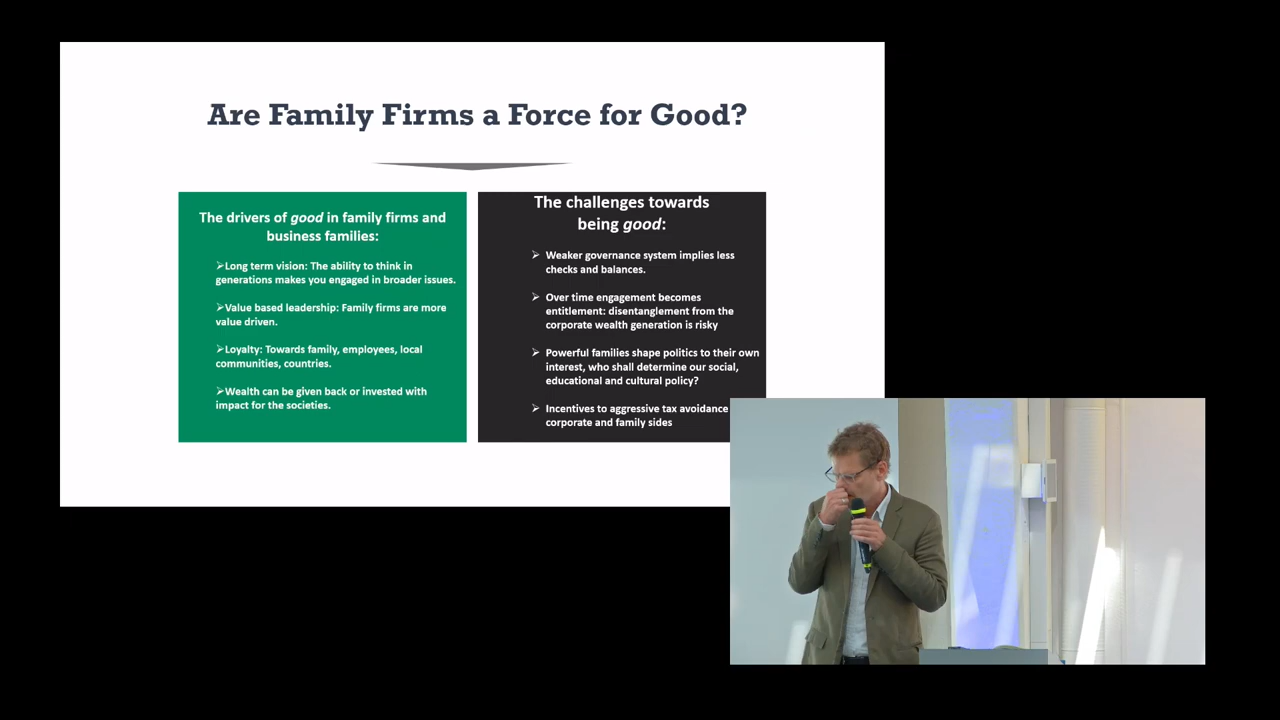 Are Family Firms a Force for Good?
The drivers of good in family firms and
business families:
➢Long term vision: The ability to think in
generations makes you engaged in broader issues.
➢Value based leadership: Family firms are more
value driven.
➢Loyalty: Towards family, employees, local
communities, countries.
➢Wealth can be given back or invested with
impact for the societies.
The challenges towards
being good:
➢ Weaker governance system implies less
checks and balances.
➢ Over time engagement becomes
entitlement: disentanglement from the
corporate wealth generation is risky
➢ Powerful families shape politics to their own
interest, who shall determine our social,
educational and cultural policy?
➢ Incentives to aggressive tax avoidance
corporate and family sides